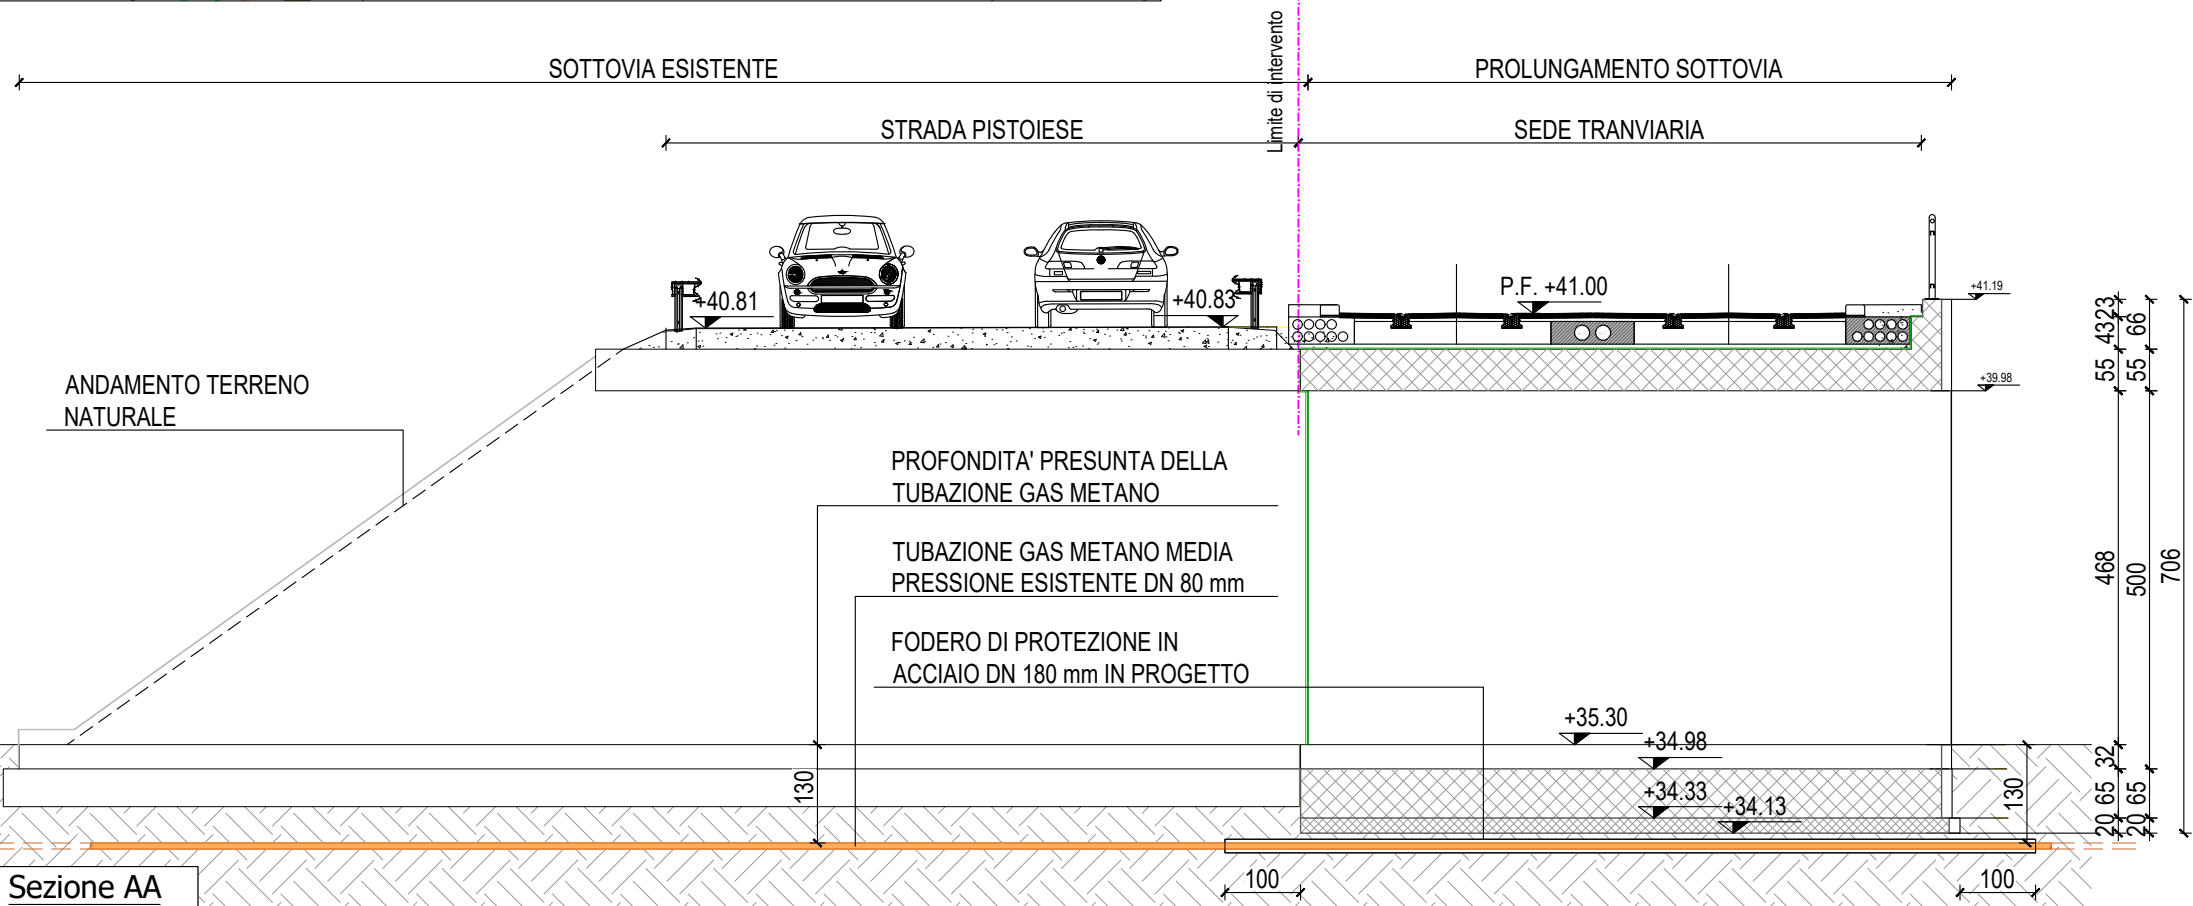 Limite di intervento
SOTTOVIA ESISTENTE
PROLUNGAMENTO SOTTOVIA
STRADA PISTOIESE
SEDE TRANVIARIA
+40.81
+40.83
P.F. +41.00
+41.19
+39.98
23
43
66
55
55
468
500
706
ANDAMENTO TERRENO
NATURALE
PROFONDITA' PRESUNTA DELLA
TUBAZIONE GAS METANO
TUBAZIONE GAS METANO MEDIA
PRESSIONE ESISTENTE DN 80 mm
FODERO DI PROTEZIONE IN
ACCIAIO DN 180 mm IN PROGETTO
+35.30
+34.98
+34.33
+34.13
130
130
32
65
65
20
20
100
100
Sezione AA